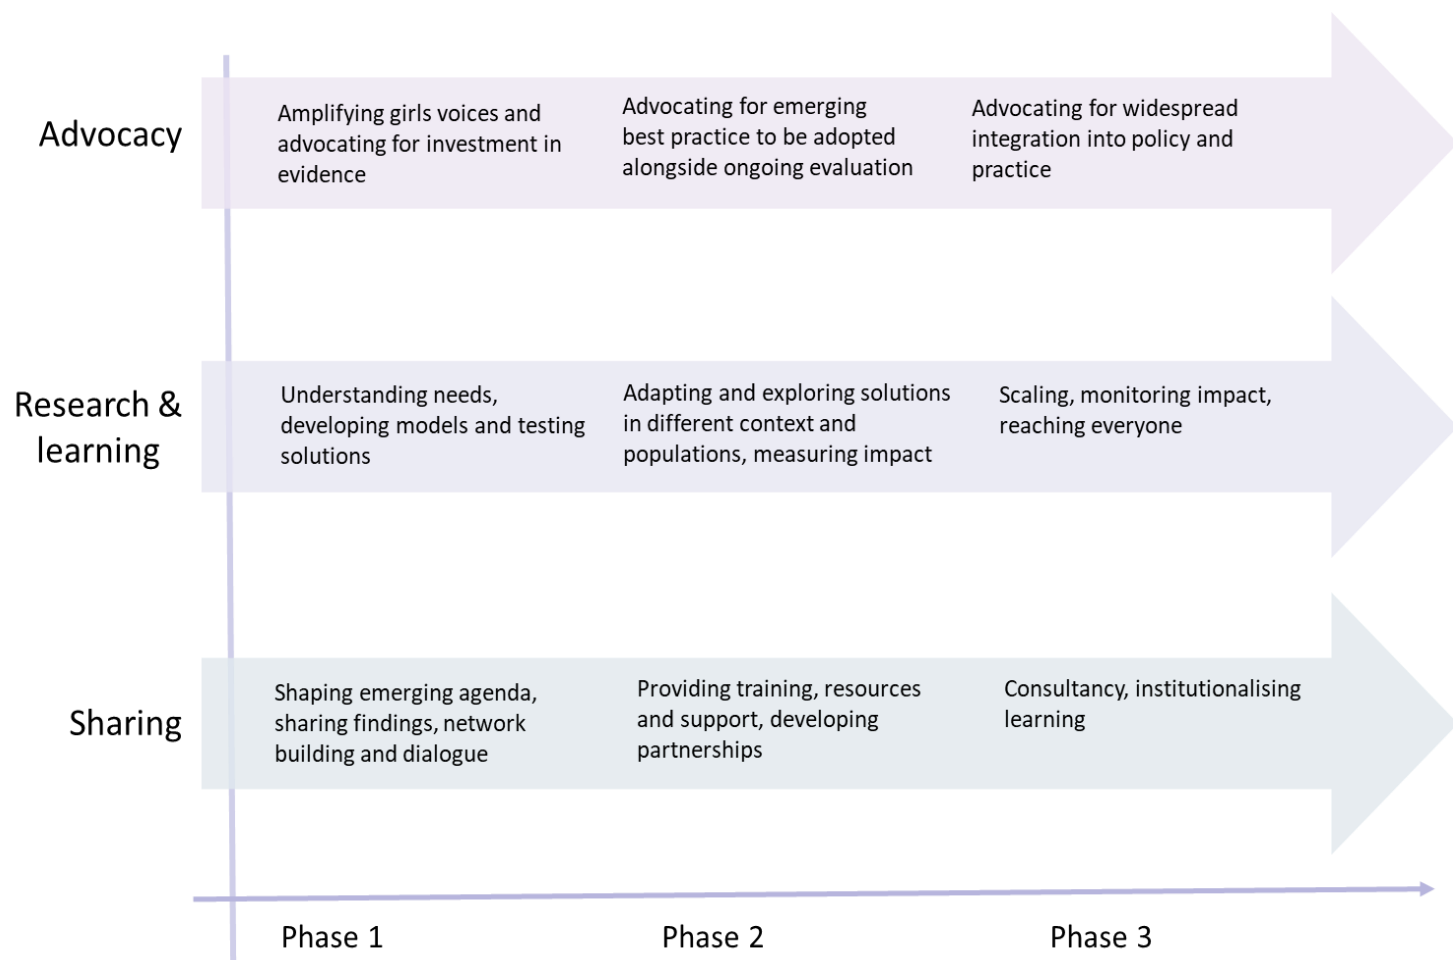 Advocacy
Amplifying girls voices and
advocating for investment in
evidence
Advocating for emerging
best practice to be adopted
alongside ongoing evaluation
Advocating for widespread
integration into policy and
practice
Research &
learning
Understanding needs,
developing models and testing
solutions
Adapting and exploring solutions
in different context and
populations, measuring impact
Scaling, monitoring impact,
reaching everyone
Sharing
Shaping emerging agenda,
sharing findings, network
building and dialogue
Providing training, resources
and support, developing
partnerships
Consultancy, institutionalising
learning
Phase 1
Phase 2
Phase 3